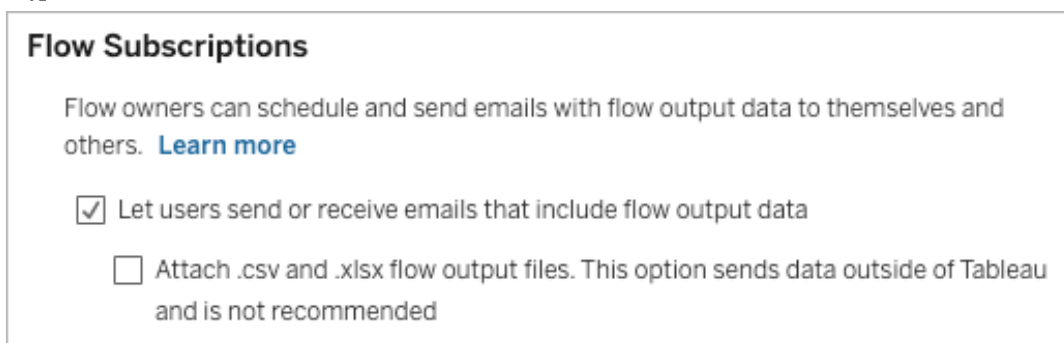 Flow Subscriptions
Flow owners can schedule and send emails with flow output data to themselves and
others. Learn more
Let users send or receive emails that include flow output data
Attach .csv and .xlsx flow output files. This option sends data outside of Tableau
and is not recommended